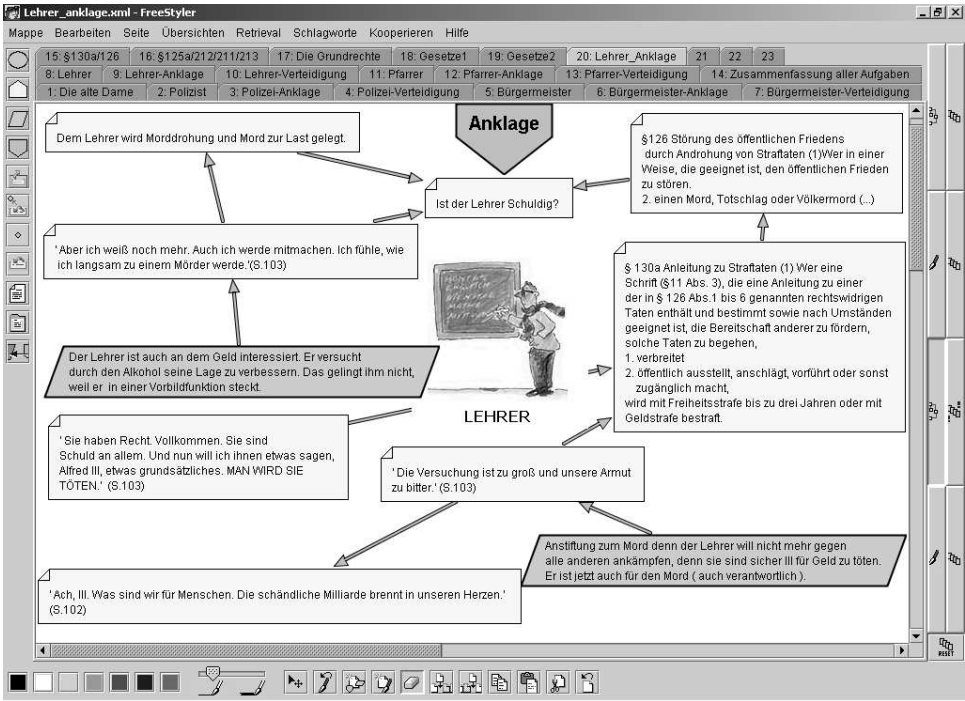 Lehrer_anklage.xml - FreeStyler
Mappe Bearbeiten Seite Übersichten Retrieval Schlagworte Kooperieren Hilfe
15: §130a/126 16: §125a/212/211/213 17: Die Grundrechte 18: Gesetze1 19: Gesetze2 20: Lehrer_Anklage 21 22 23
8: Lehrer 9: Lehrer-Anklage 10: Lehrer-Verteidigung 11: Pfarrer 12: Pfarrer-Anklage 13: Pfarrer-Verteidigung 14: Zusammenfassung aller Aufgaben
1: Die alte Dame 2: Polizist 3: Polizei-Anklage 4: Polizei-Verteidigung 5: Bürgermeister 6: Bürgermeister-Anklage 7: Bürgermeister-Verteidigung
Anklage
Dem Lehrer wird Morddrohung und Mord zur Last gelegt.
§126 Störung des öffentlichen Friedens
durch Androhung von Straftaten (1)Wer in einer
Weise, die geeignet ist, den öffentlichen Frieden
zu stören.
2. einen Mord, Totschlag oder Völkermord (...)
Ist der Lehrer Schuldig?
' Aber ich weiß noch mehr. Auch ich werde mitmachen. Ich fühle, wie
ich langsam zu einem Mörder werde.'(S.103)
§ 130a Anleitung zu Straftaten (1) Wer eine
Schrift (§11 Abs. 3), die eine Anleitung zu einer
der in § 126 Abs.1 bis 6 genannten rechtswidrigen
Taten enthält und bestimmt sowie nach Umständen
geeignet ist, die Bereitschaft anderer zu fördern,
solche Taten zu begehen,
1. verbreitet
2. öffentlich ausstellt, anschlägt, vorführt oder sonst
zugänglich macht,
wird mit Freiheitsstrafe bis zu drei Jahren oder mit
Geldstrafe bestraft.
Der Lehrer ist auch an dem Geld interessiert. Er versucht
durch den Alkohol seine Lage zu verbessern. Das gelingt ihm nicht,
weil er in einer Vorbildfunktion steckt.
LEHRER
' Sie haben Recht. Vollkommen. Sie sind
Schuld an allem. Und nun will ich ihnen etwas sagen,
Alfred III, etwas grundsätzliches. MAN WIRD SIE
TÖTEN.' (S.103)
' Die Versuchung ist zu groß und unsere Armut
zu bitter.' (S.103)
Anstiftung zum Mord denn der Lehrer will nicht mehr gegen
alle anderen ankämpfen, denn sie sind sicher III für Geld zu töten.
Er ist jetzt auch für den Mord ( auch verantwortlich ).
'Ach, III. Was sind wir für Menschen. Die schändliche Milliarde brennt in unseren Herzen.'
(S.102)
RESET